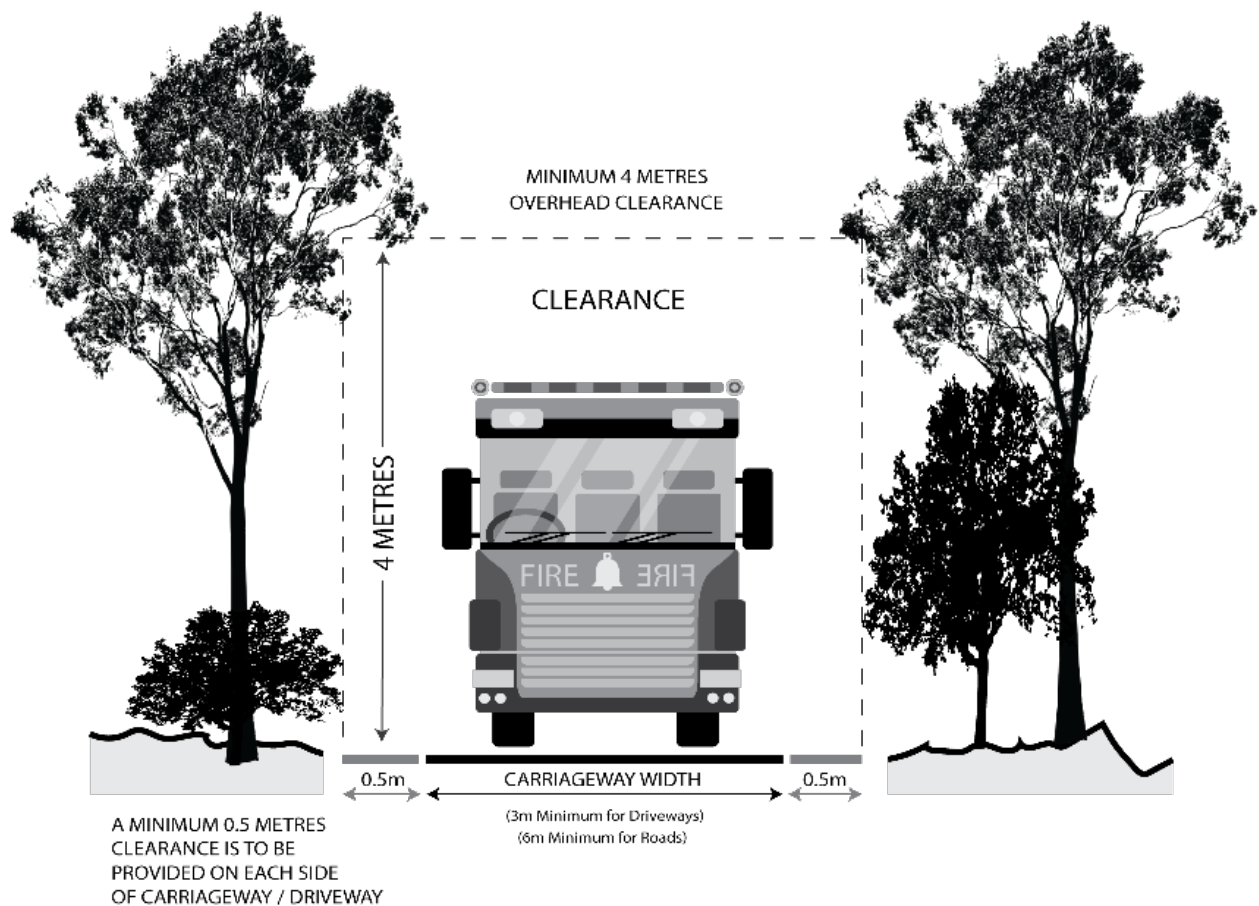 MINIMUM 4 METRES
OVERHEAD CLEARANCE
CLEARANCE
4 METRES
FIRE FIRE
0.5m
CARRIAGEWAY WIDTH
0.5m
(3m Minimum for Driveways)
(6m Minimum for Roads)
A MINIMUM 0.5 METRES
CLEARANCE IS TO BE
PROVIDED ON EACH SIDE
OF CARRIAGEWAY / DRIVEWAY